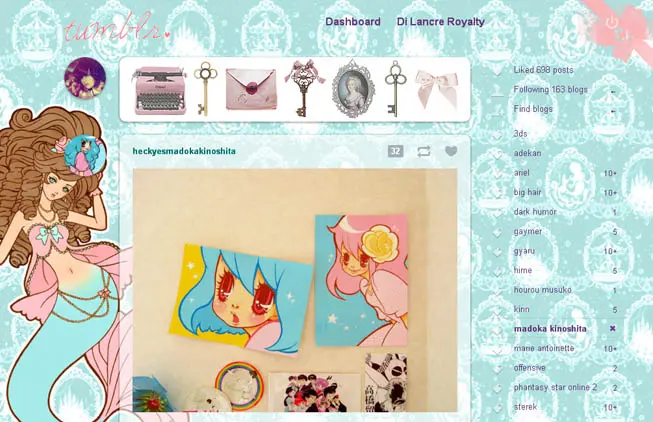 tumblr
Dashboard
Di Lancre Royalty
heckyesmadokakinoshita
32
Liked 698 posts
Following 163 blogs
Find blogs
3ds
adekan
ariel 10+
big hair 10+
dark humor 1
gaymer 5
gyaru 10+
hime 5
hourou musuko 1
kinn 5
madoka kinoshita ✖
marie antoinette 10+
offensive 2
phantasy star online 2 2
sterek 10+